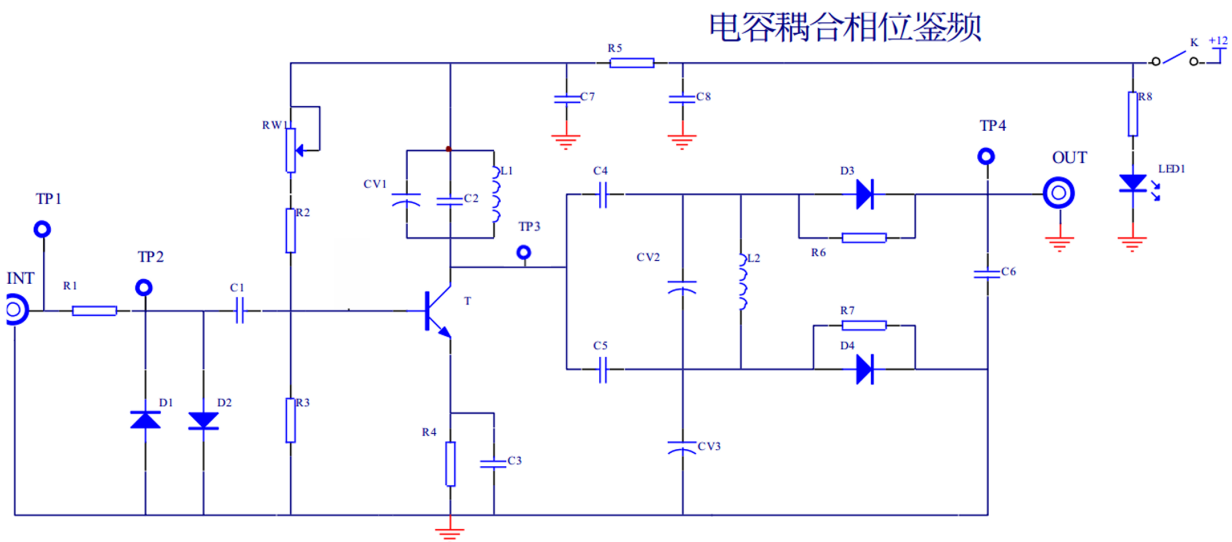 电容耦合相位鉴频
R5
K
+12
C7
C8
R8
RW1
TP4
OUT
D3
LED1
CV1
C2
L1
C4
TP1
R2
TP3
R6
TP2
CV2
L2
C6
INT
R1
C1
T
R7
C5
D4
D1
D2
R3
R4
C3
CV3